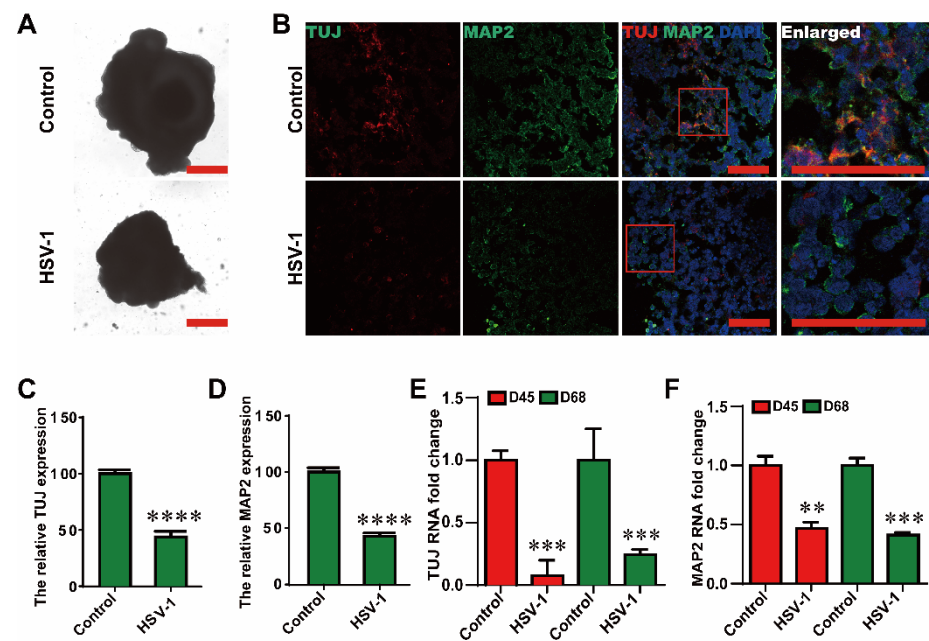 A
Control
HSV-1
B
TUJ
MAP2
TUJ MAP2 DAPI
Enlarged
Control
HSV-1
C
The relative TUJ expression
150
100
50
0
****
Control
HSV-1
D
The relative MAP2 expression
150
100
50
0
****
Control
HSV-1
E
D45 D68
TUJ RNA fold change
1.5
1.0
0.5
0.0
***
***
Control
HSV-1
Control
HSV-1
F
D45 D68
MAP2 RNA fold change
1.5
1.0
0.5
0.0
**
***
Control
HSV-1
Control
HSV-1